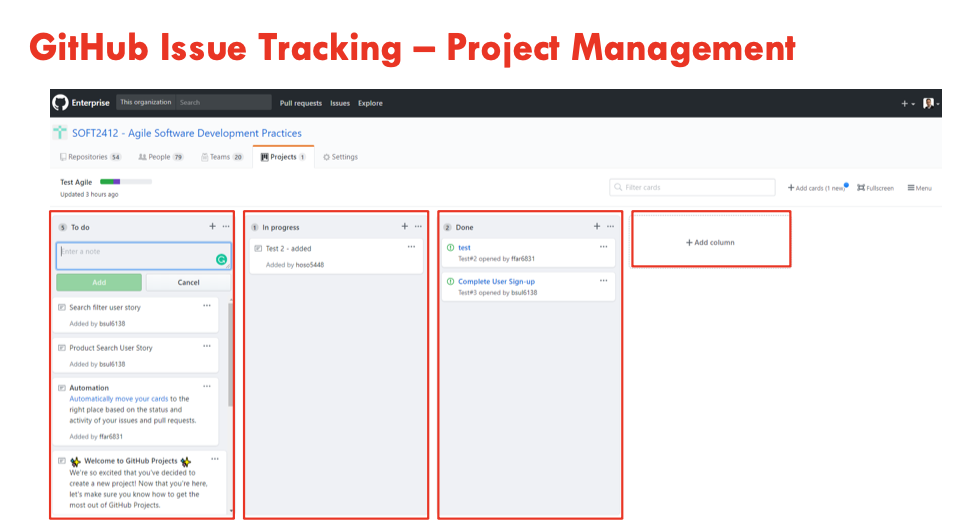 GitHub Issue Tracking – Project Management
Enterprise This organization Search Pull requests Issues Explore
SOFT2412 - Agile Software Development Practices
Repositories 54 People 79 Teams 20 Projects 1 Settings
Test Agile
Updated 3 hours ago
Filter cards
Add cards (1 new) Fullscreen Menu
5 To do
Enter a note
Add Cancel
Search filter user story
Added by bsul6138
Product Search User Story
Added by bsul6138
Automation
Automatically move your cards to the
right place based on the status and
activity of your issues and pull requests.
Added by ffar6831
Welcome to GitHub Projects
We're so excited that you've decided to
create a new project! Now that you're here,
let's make sure you know how to get the
most out of GitHub Projects.
1 In progress
Test 2 - added
Added by hoso5448
2 Done
test
Test#2 opened by ffar6831
Complete User Sign-up
Test#3 opened by bsul6138
+ Add column